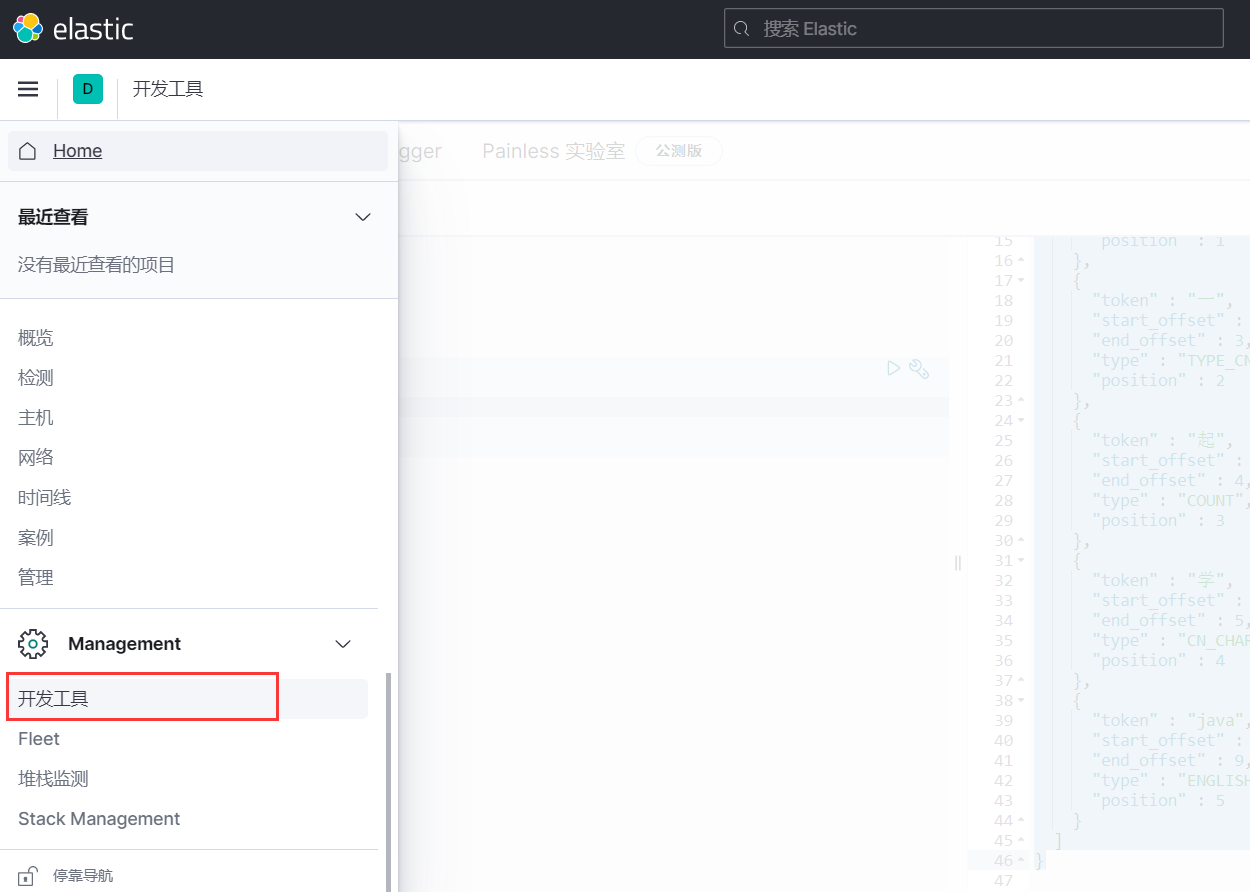 elastic
搜索 Elastic
D
开发工具
Home
gger
Painless 实验室
公测版
最近查看
没有最近查看的项目
概览
检测
主机
网络
时间线
案例
管理
Management
开发工具
Fleet
堆栈监测
Stack Management
停靠导航
15 "position" : 1
16 },
17 {
18 "token" : "一",
19 "start_offset" :
20 "end_offset" : 3,
21 "type" : "TYPE_CN
22 "position" : 2
23 },
24 {
25 "token" : "起",
26 "start_offset" :
27 "end_offset" : 4,
28 "type" : "COUNT",
29 "position" : 3
30 },
31 {
32 "token" : "学",
33 "start_offset" :
34 "end_offset" : 5,
35 "type" : "CN_CHAR
36 "position" : 4
37 },
38 {
39 "token" : "java",
40 "start_offset" :
41 "end_offset" : 9,
42 "type" : "ENGLISH
43 "position" : 5
44 }
45 ]
46 }
47